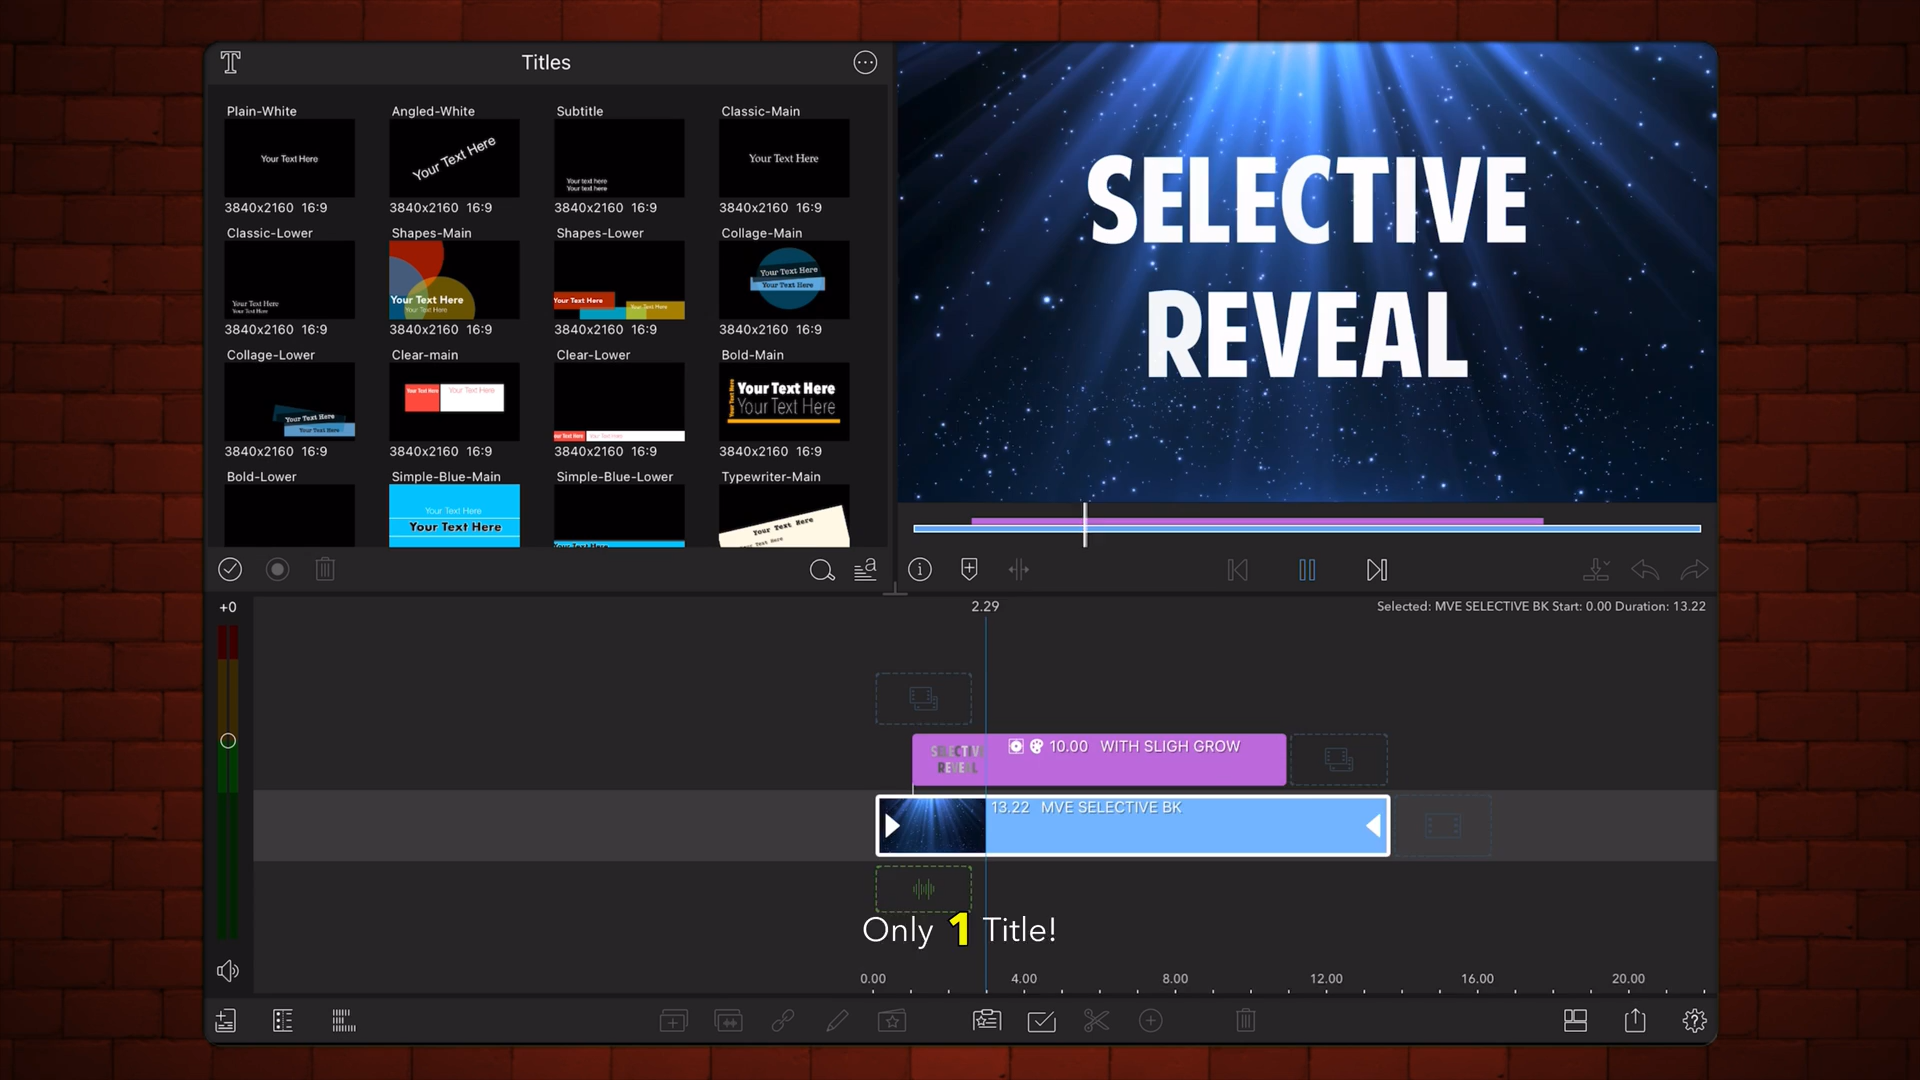 Titles
Plain-White Angled-White Subtitle Classic-Main
Your Text Here Your Text Here Your text here Your Text Here
Your text here
3840x2160 16:9 3840x2160 16:9 3840x2160 16:9 3840x2160 16:9
Classic-Lower Shapes-Main Shapes-Lower Collage-Main
Your Text Here Your Text Here Your Text Here Your Text Here Your Text Here
Your Text Here Your Text Here Your Text Here
3840x2160 16:9 3840x2160 16:9 3840x2160 16:9 3840x2160 16:9
Collage-Lower Clear-main Clear-Lower Bold-Main
Your Text Here Your Text Here Your Text Here Your Text Here Your Text Here Your Text Here Your Text Here
Your Text Here Your Text Here
3840x2160 16:9 3840x2160 16:9 3840x2160 16:9 3840x2160 16:9
Bold-Lower Simple-Blue-Main Simple-Blue-Lower Typewriter-Main
Your Text Here Your Text Here
Your Text Here
SELECTIVE
REVEAL
+0
2.29
Selected: MVE SELECTIVE BK Start: 0.00 Duration: 13.22
SELECTIVE
REVEAL
10.00 WITH SLIGH GROW
13.22 MVE SELECTIVE BK
Only 1 Title!
0.00 4.00 8.00 12.00 16.00 20.00